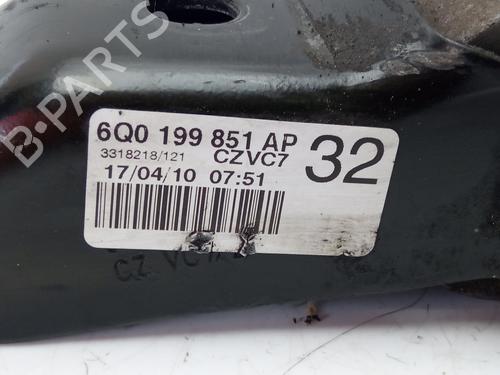 6Q0 199 851 AP
32
3318218/121 CZVC7
17/04/10 07:51
B-PARTS